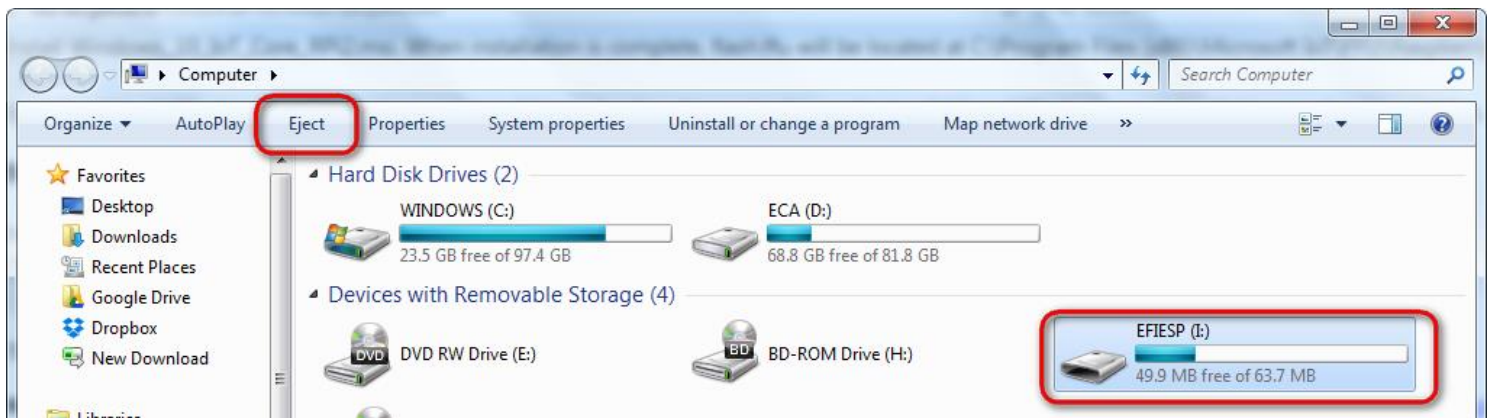 Computer
Search Computer
Organize
AutoPlay
Eject
Properties
System properties
Uninstall or change a program
Map network drive
»
Favorites
Desktop
Downloads
Recent Places
Google Drive
Dropbox
New Download
Libraries
Hard Disk Drives (2)
WINDOWS (C:)
23.5 GB free of 97.4 GB
ECA (D:)
68.8 GB free of 81.8 GB
Devices with Removable Storage (4)
DVD
DVD RW Drive (E:)
BD
BD-ROM Drive (H:)
EFIESP (I:)
49.9 MB free of 63.7 MB